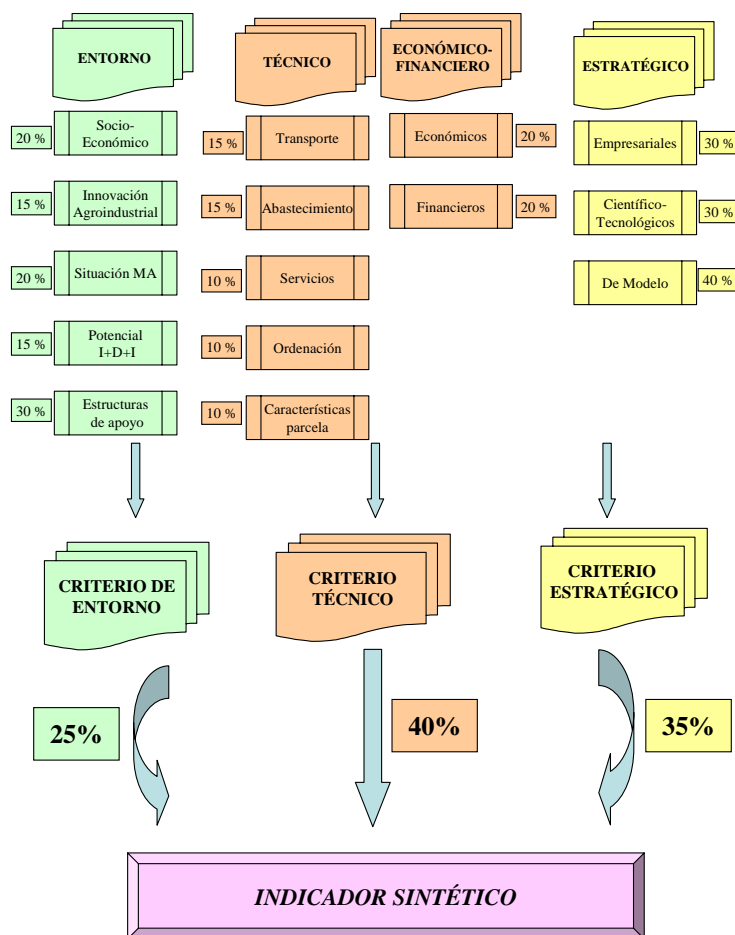 ENTORNO
TÉCNICO
ECONÓMICO-
FINANCIERO
ESTRATÉGICO
20 %
Socio-
Económico
15 %
Innovación
Agroindustrial
20 %
Situación MA
15 %
Potencial
I+D+I
30 %
Estructuras
de apoyo
15 %
Transporte
15 %
Abastecimiento
10 %
Servicios
10 %
Ordenación
10 %
Características
parcela
Económicos
20 %
Financieros
20 %
Empresariales
30 %
Científico-
Tecnológicos
30 %
De Modelo
40 %
CRITERIO DE
ENTORNO
CRITERIO
TÉCNICO
CRITERIO
ESTRATÉGICO
25%
40%
35%
INDICADOR SINTÉTICO